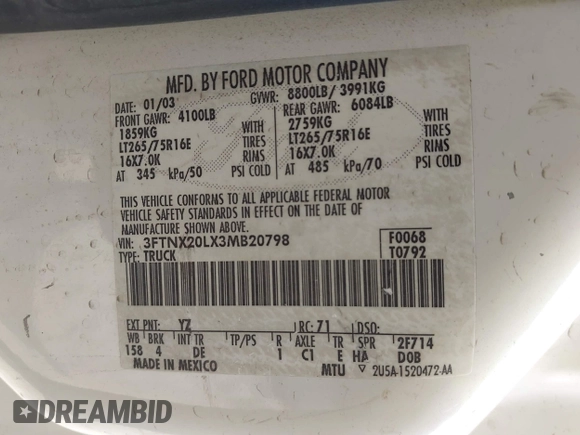 MFD. BY FORD MOTOR COMPANY
DATE: 01/03 GVWR: 8800LB/ 3991KG
FRONT GAWR: 4100LB REAR GAWR: 6084LB
1859KG WITH 2759KG WITH
LT265/75R16E TIRES LT265/75R16E TIRES
16X7.0K RIMS 16X7.0K RIMS
AT 345 kPa/50 PSI COLD AT 485 kPa/70 PSI COLD
THIS VEHICLE CONFORMS TO ALL APPLICABLE FEDERAL MOTOR
VEHICLE SAFETY STANDARDS IN EFFECT ON THE DATE OF
MANUFACTURE SHOWN ABOVE.
VIN: 3FTNX20LX3MB20798 F0068
TYPE: TRUCK T0792
EXT PNT: YZ RC: 71 DSO:
WB BRK INT TR TP/PS R AXLE TR SPR 2F714
158 4 DE 1 C1 E HA DOB
MADE IN MEXICO MTU 2U5A-1520472-AA
DREAMBID DREAMBID.COM